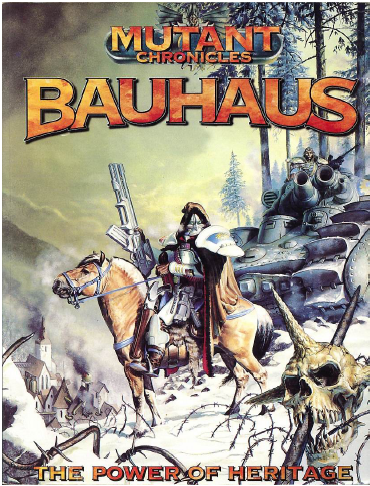 MUTANT
CHRONICLES
BAUHAUS
THE POWER OF HERITAGE